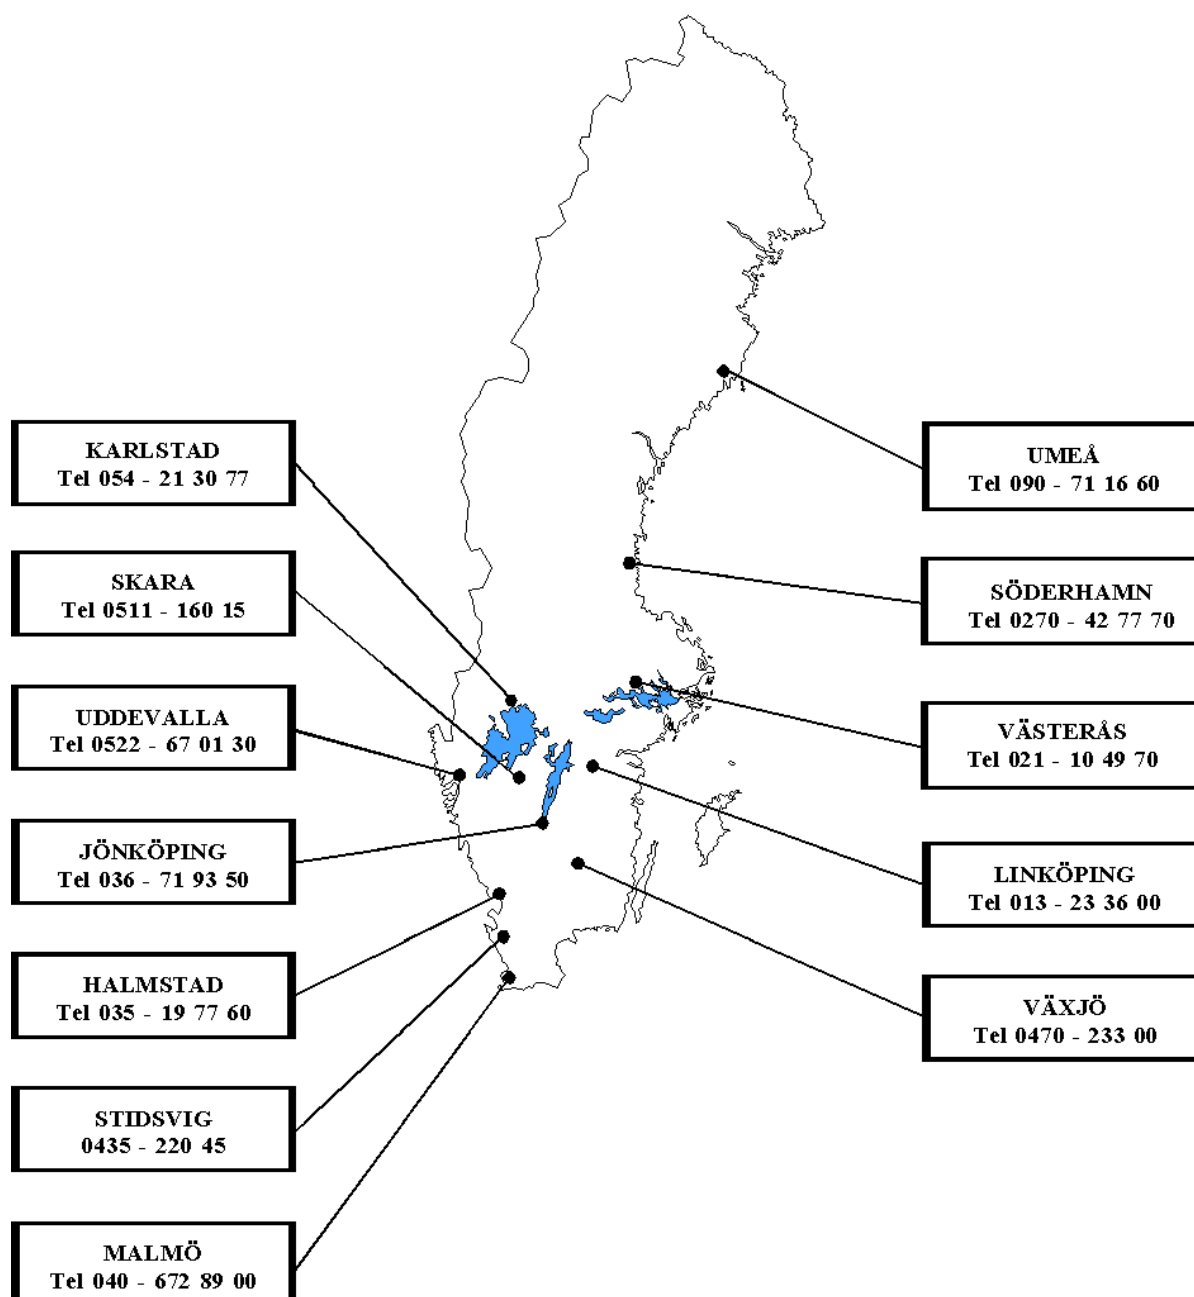 KARLSTAD
Tel 054 - 21 30 77
SKARA
Tel 0511 - 160 15
UDDEVALLA
Tel 0522 - 67 01 30
JÖNKÖPING
Tel 036 - 71 93 50
HALMSTAD
Tel 035 - 19 77 60
STIDSVIG
0435 - 220 45
MALMÖ
Tel 040 - 672 89 00
UMEÅ
Tel 090 - 71 16 60
SÖDERHAMN
Tel 0270 - 42 77 70
VÄSTERÅS
Tel 021 - 10 49 70
LINKÖPING
Tel 013 - 23 36 00
VÄXJÖ
Tel 0470 - 233 00